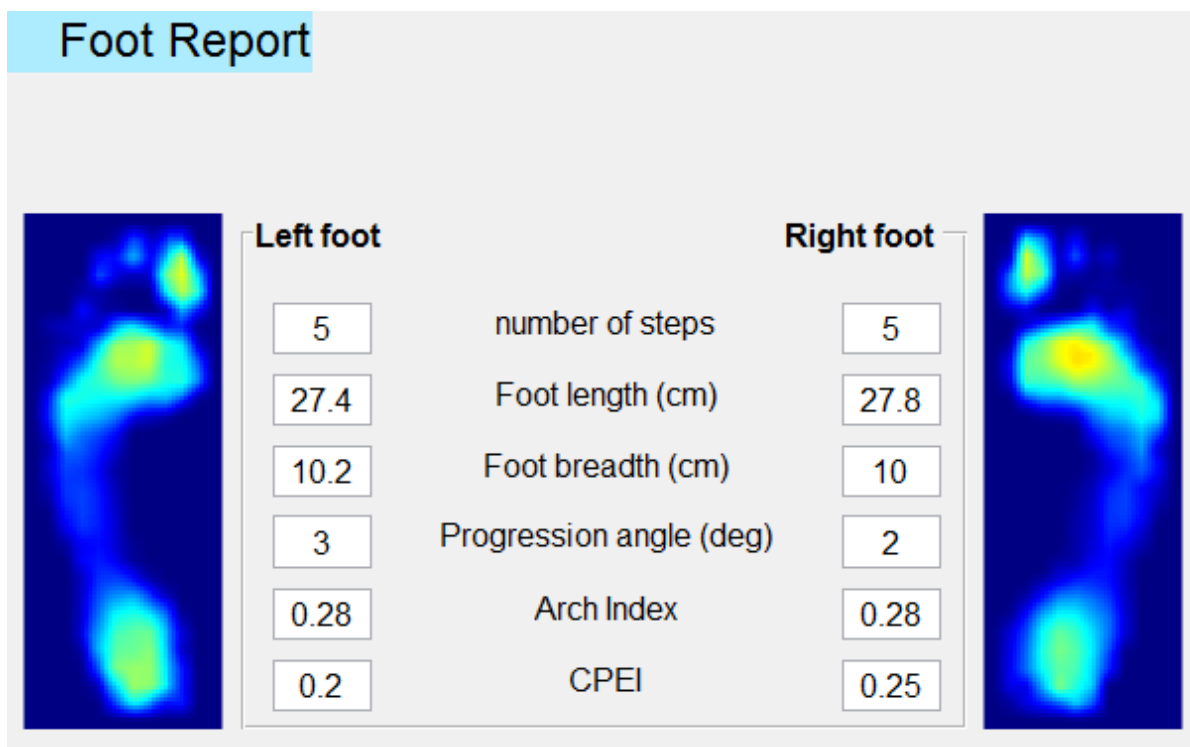 Foot Report
Left foot Right foot
5 number of steps 5
27.4 Foot length (cm) 27.8
10.2 Foot breadth (cm) 10
3 Progression angle (deg) 2
0.28 Arch Index 0.28
0.2 CPEI 0.25